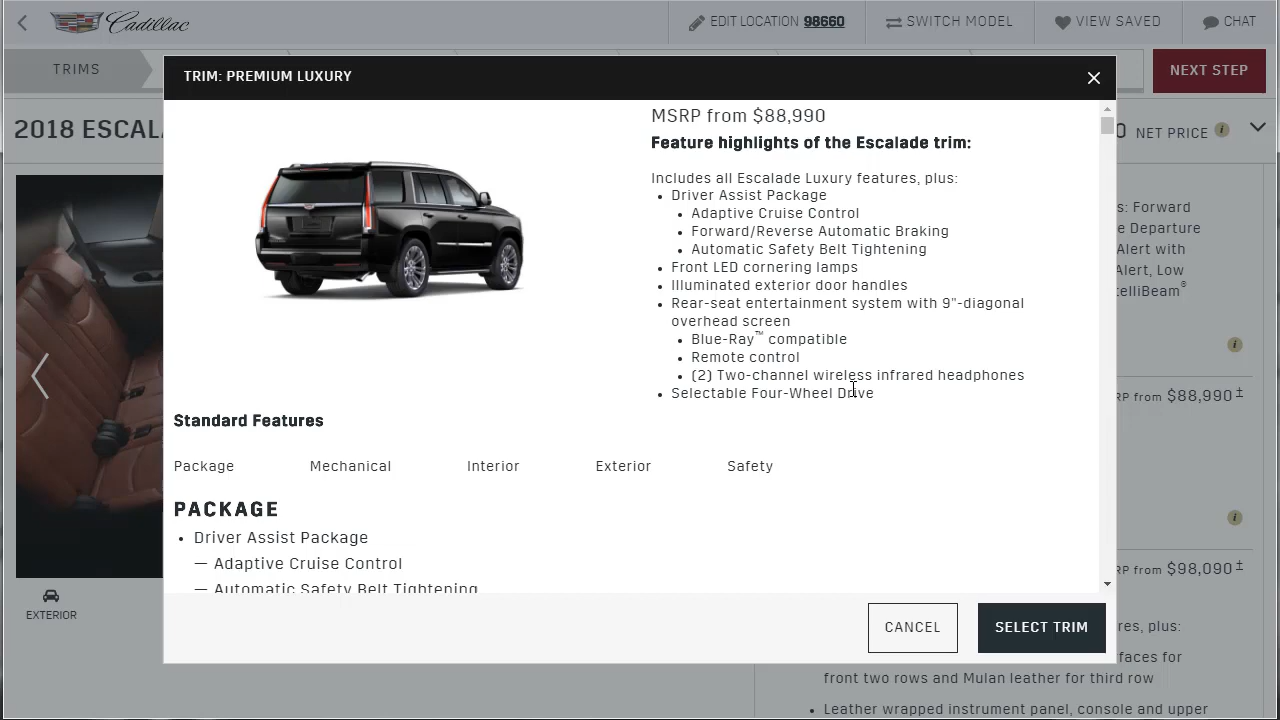 Cadillac
EDIT LOCATION 98660
SWITCH MODEL
VIEW SAVED
CHAT
TRIMS
NEXT STEP
TRIM: PREMIUM LUXURY
2018
NET PRICE
MSRP from $88,990
Feature highlights of the Escalade trim:
Includes all Escalade Luxury features, plus:
• Driver Assist Package
• Adaptive Cruise Control
• Forward/Reverse Automatic Braking
• Automatic Safety Belt Tightening
• Front LED cornering lamps
• Illuminated exterior door handles
• Rear-seat entertainment system with 9"-diagonal
overhead screen
• Blue-Ray™ compatible
• Remote control
• (2) Two-channel wireless infrared headphones
• Selectable Four-Wheel Drive
Standard Features
Package Mechanical Interior Exterior Safety
PACKAGE
• Driver Assist Package
— Adaptive Cruise Control
— Automatic Safety Belt Tightening
CANCEL
SELECT TRIM
EXTERIOR
Forward
Departure
Alert with
Alert, Low
from $88,990±
from $98,090±
plus:
for
front two rows and Mulan leather for third row
• Leather wrapped instrument panel, console and upper